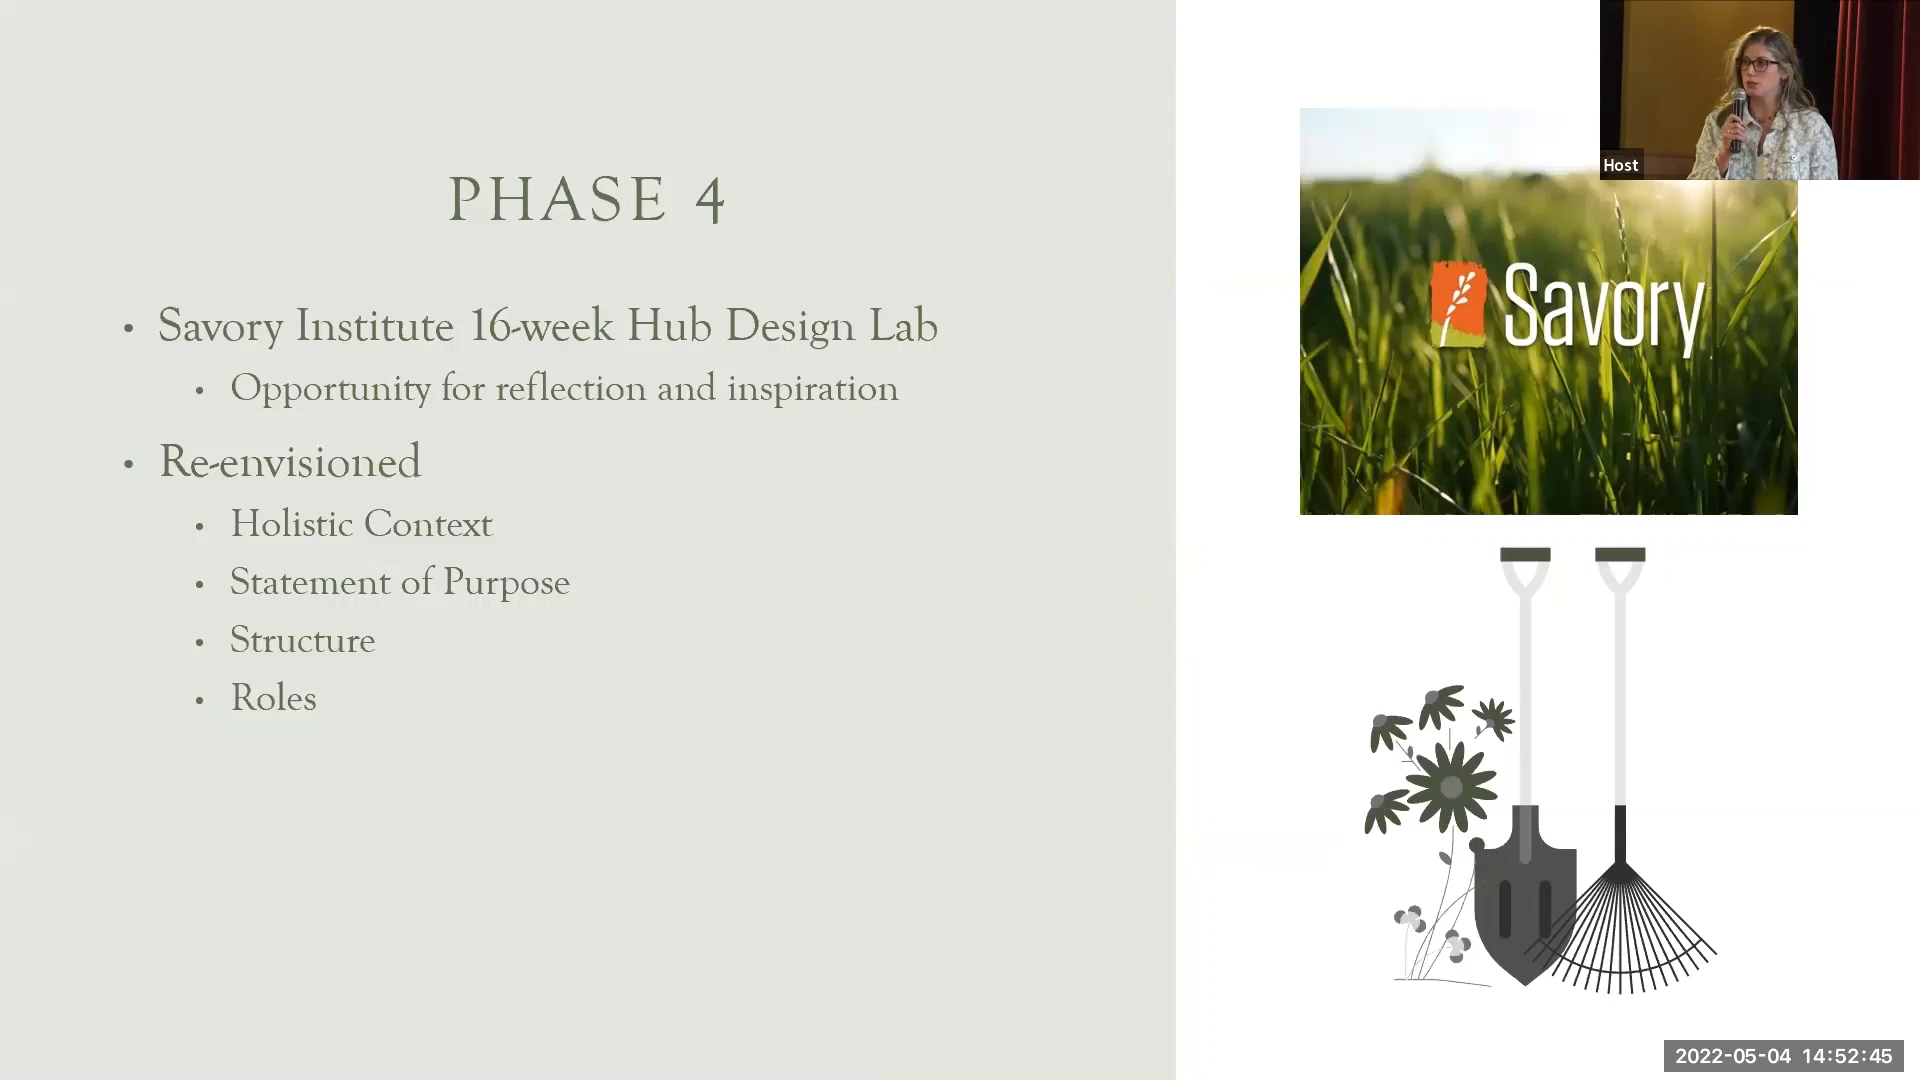 PHASE 4
• Savory Institute 16-week Hub Design Lab
• Opportunity for reflection and inspiration
• Re-envisioned
• Holistic Context
• Statement of Purpose
• Structure
• Roles
Savory
Host
2022-05-04 14:52:45